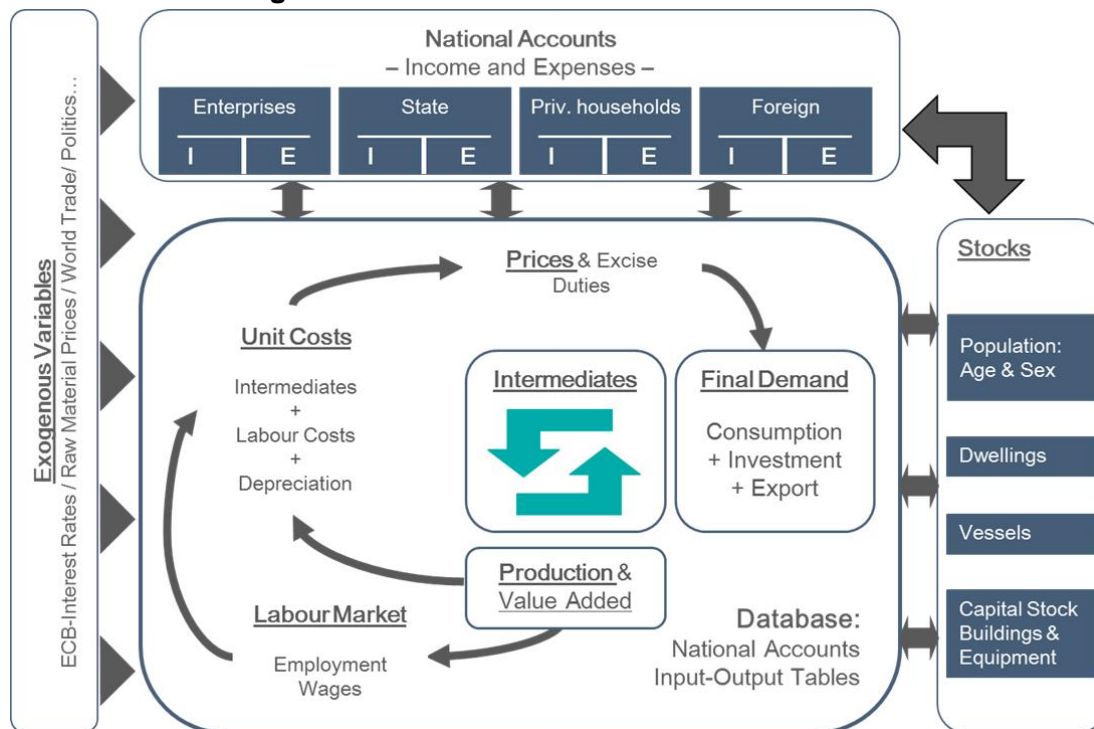 National Accounts
– Income and Expenses –
Enterprises
I E
State
I E
Priv. households
I E
Foreign
I E
Exogenous Variables
ECB-Interest Rates / Raw Material Prices / World Trade/ Politics...
Prices & Excise
Duties
Unit Costs
Intermediates
+
Labour Costs
+
Depreciation
Intermediates
Final Demand
Consumption
+ Investment
+ Export
Production &
Value Added
Labour Market
Employment
Wages
Database:
National Accounts
Input-Output Tables
Stocks
Population:
Age & Sex
Dwellings
Vessels
Capital Stock
Buildings &
Equipment